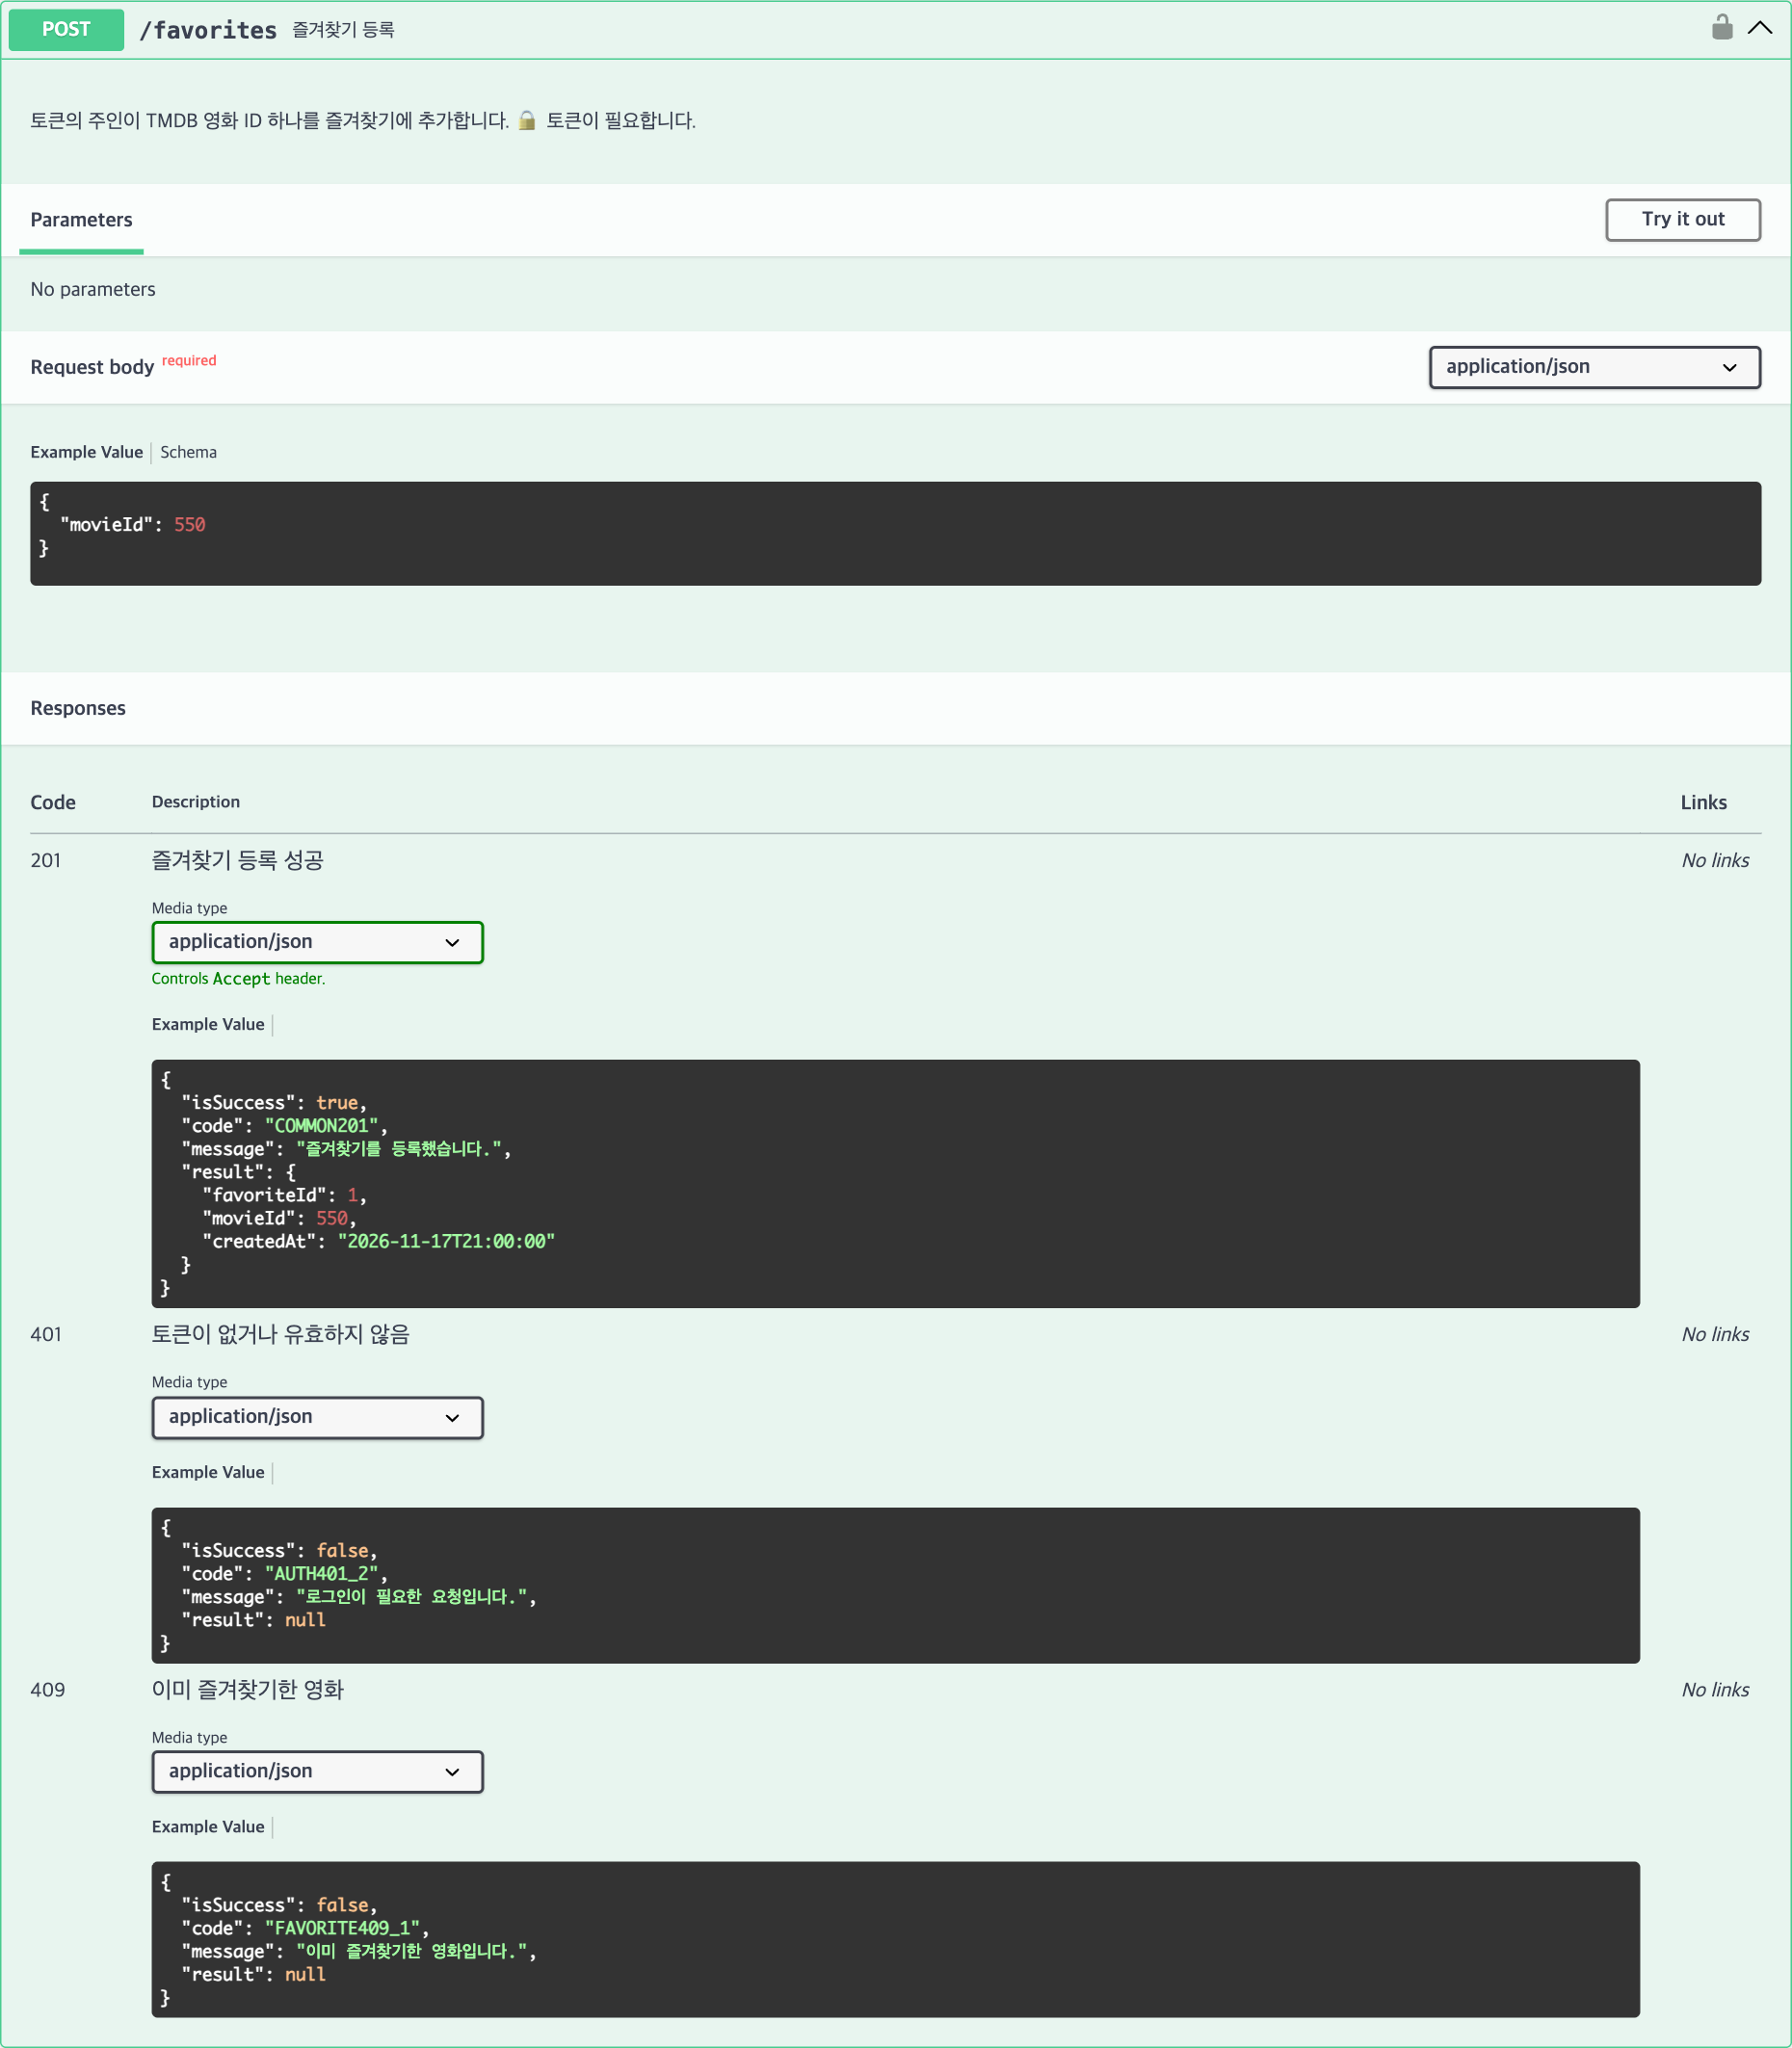 POST /favorites 즐겨찾기 등록
토큰의 주인이 TMDB 영화 ID 하나를 즐겨찾기에 추가합니다. 🔒 토큰이 필요합니다.
Parameters
Try it out
No parameters
Request body required
application/json
Example Value
Schema
{
  "movieId": 550
}
Responses
Code Description Links
201 즐겨찾기 등록 성공 No links
Media type
application/json
Controls Accept header.
Example Value
{
  "isSuccess": true,
  "code": "COMMON201",
  "message": "즐겨찾기를 등록했습니다.",
  "result": {
    "favoriteId": 1,
    "movieId": 550,
    "createdAt": "2026-11-17T21:00:00"
  }
}
401 토큰이 없거나 유효하지 않음 No links
Media type
application/json
Example Value
{
  "isSuccess": false,
  "code": "AUTH401_2",
  "message": "로그인이 필요한 요청입니다.",
  "result": null
}
409 이미 즐겨찾기한 영화 No links
Media type
application/json
Example Value
{
  "isSuccess": false,
  "code": "FAVORITE409_1",
  "message": "이미 즐겨찾기한 영화입니다.",
  "result": null
}